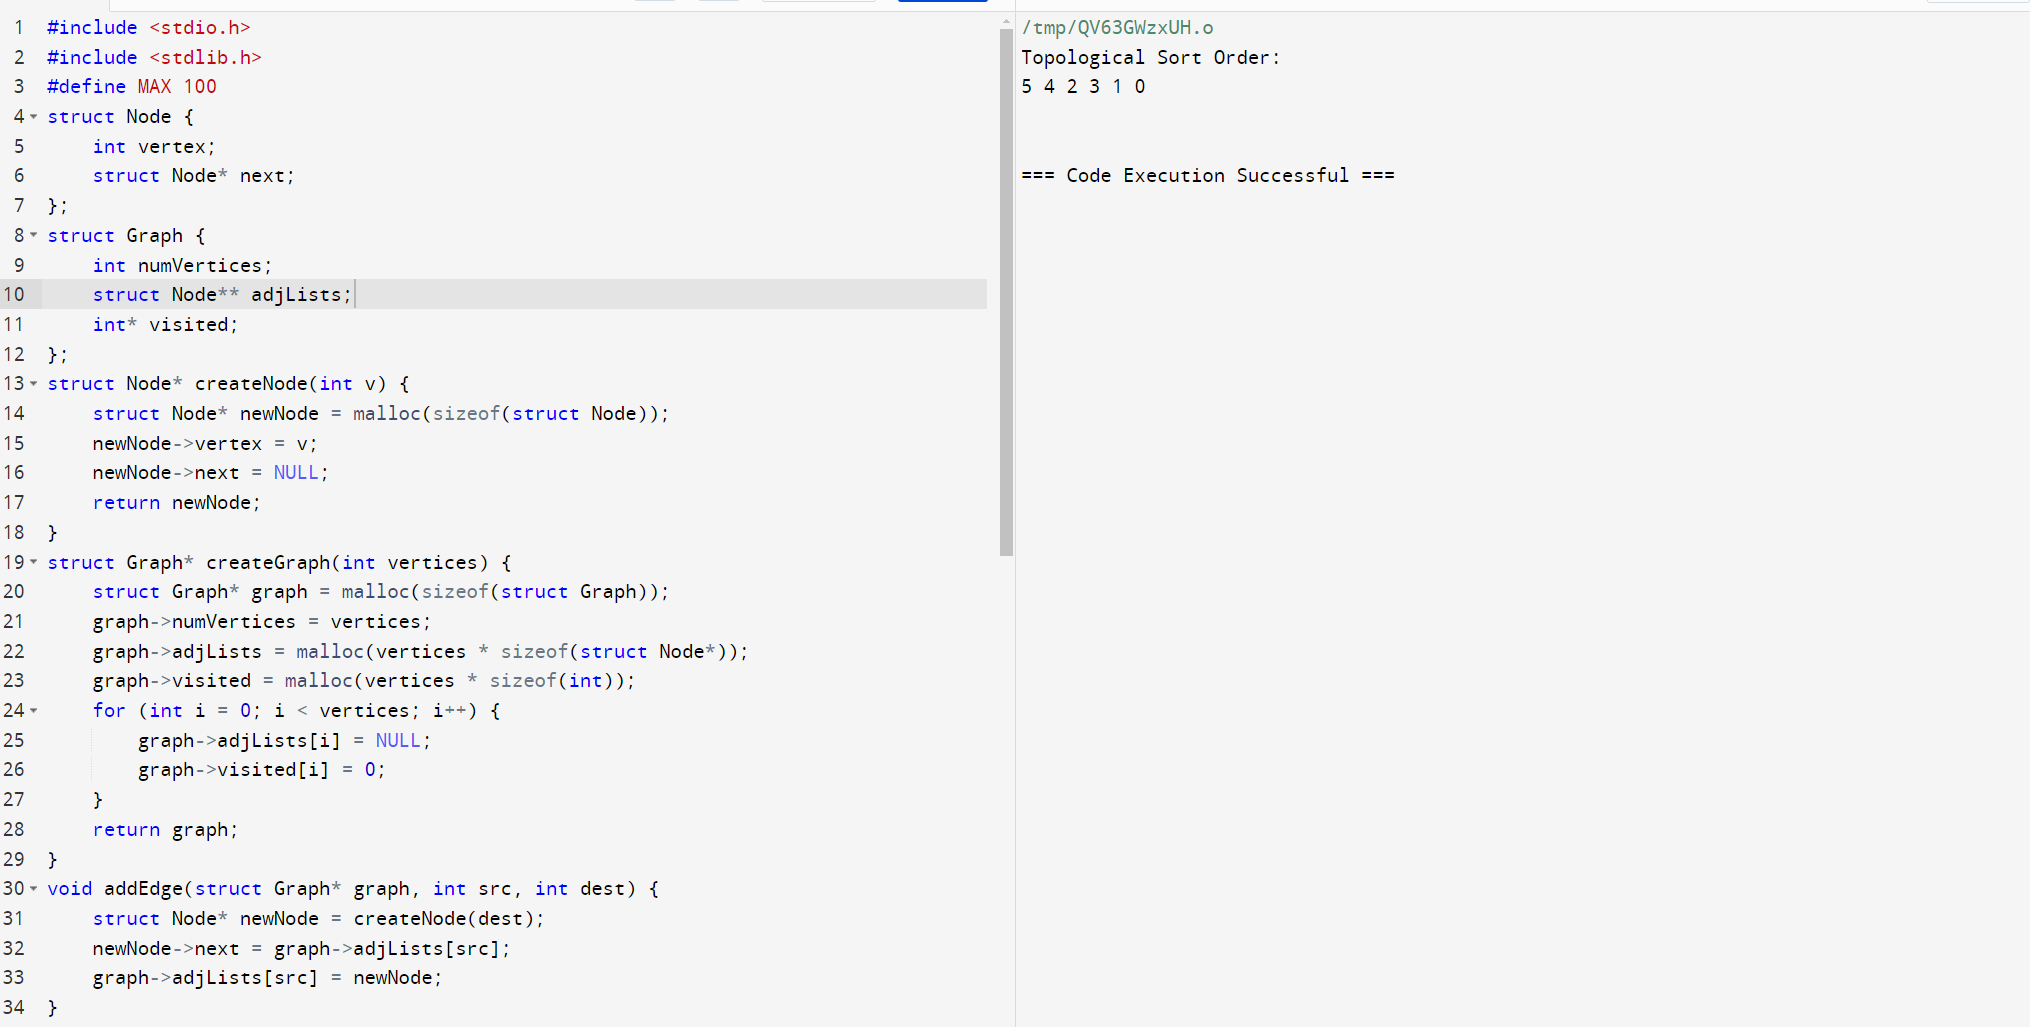 1 #include <stdio.h>
2 #include <stdlib.h>
3 #define MAX 100
4 struct Node {
5     int vertex;
6     struct Node* next;
7 };
8 struct Graph {
9     int numVertices;
10     struct Node** adjLists;
11     int* visited;
12 };
13 struct Node* createNode(int v) {
14     struct Node* newNode = malloc(sizeof(struct Node));
15     newNode->vertex = v;
16     newNode->next = NULL;
17     return newNode;
18 }
19 struct Graph* createGraph(int vertices) {
20     struct Graph* graph = malloc(sizeof(struct Graph));
21     graph->numVertices = vertices;
22     graph->adjLists = malloc(vertices * sizeof(struct Node*));
23     graph->visited = malloc(vertices * sizeof(int));
24     for (int i = 0; i < vertices; i++) {
25         graph->adjLists[i] = NULL;
26         graph->visited[i] = 0;
27     }
28     return graph;
29 }
30 void addEdge(struct Graph* graph, int src, int dest) {
31     struct Node* newNode = createNode(dest);
32     newNode->next = graph->adjLists[src];
33     graph->adjLists[src] = newNode;
34 }
/tmp/QV63GWzxUH.o
Topological Sort Order:
5 4 2 3 1 0
=== Code Execution Successful ===